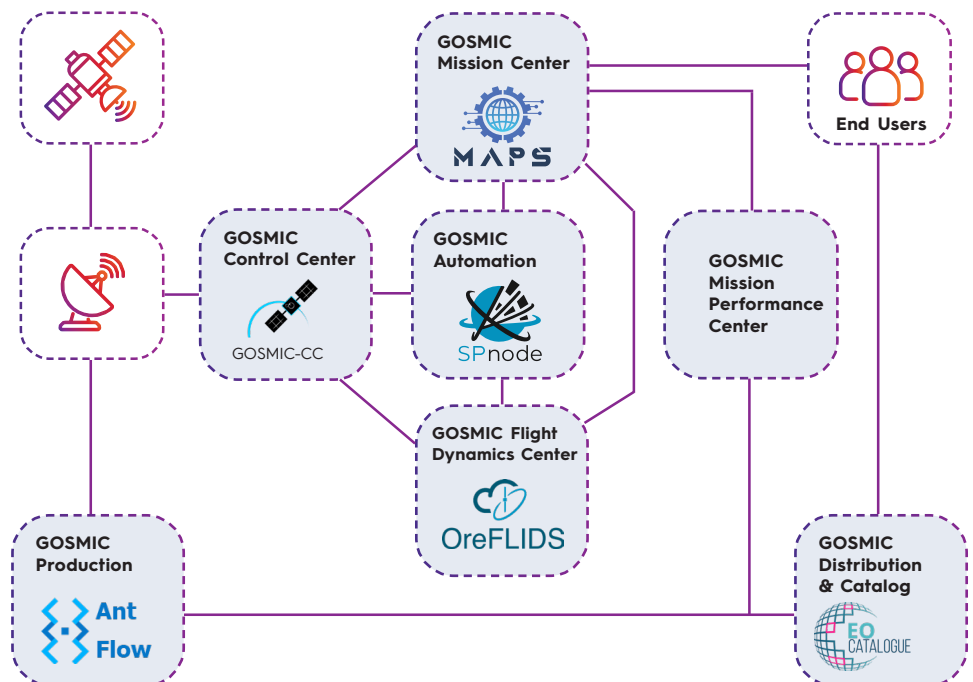 GOSMIC
Mission Center
MAPS
End Users
GOSMIC
Control Center
GOSMIC-CC
GOSMIC
Automation
SPnode
GOSMIC
Mission
Performance
Center
GOSMIC Flight
Dynamics Center
OreFLIDS
GOSMIC
Production
Ant
Flow
GOSMIC
Distribution
& Catalog
EO
CATALOGUE